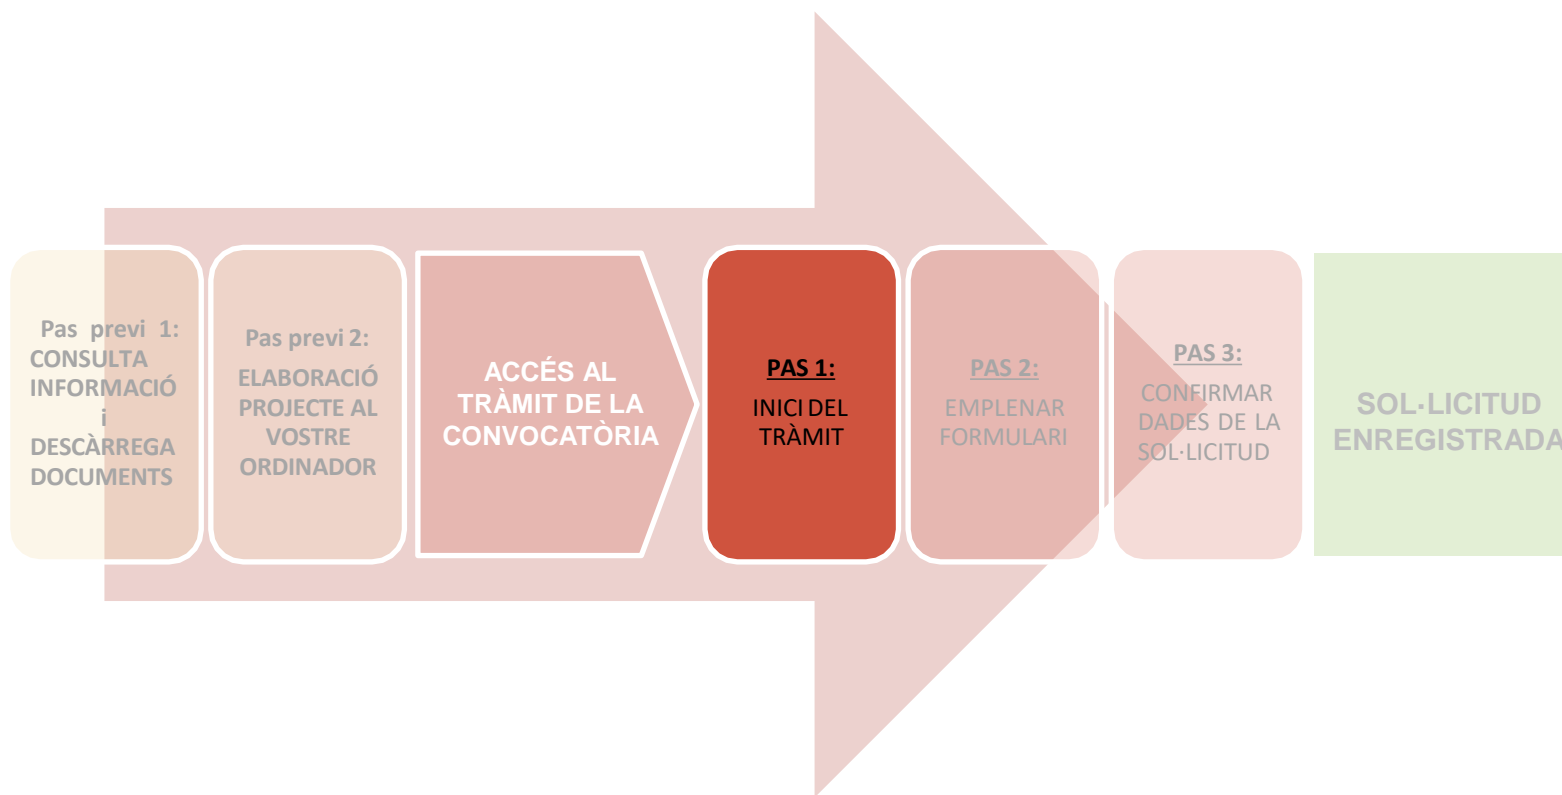 Pas previ 1:
CONSULTA
INFORMACIÓ
i
DESCÀRREGA
DOCUMENTS
Pas previ 2:
ELABORACIÓ
PROJECTE AL
VOSTRE
ORDINADOR
ACCÉS AL
TRÀMIT DE LA
CONVOCATÒRIA
PAS 1:
INICI DEL
TRÀMIT
PAS 2:
EMPLENAR
FORMULARI
PAS 3:
CONFIRMAR
DADES DE LA
SOL·LICITUD
SOL·LICITUD
ENREGISTRADA